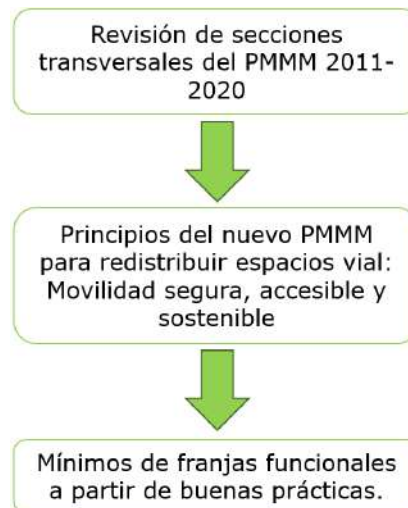 Revisión de secciones
transversales del PMMM 2011-
2020
Principios del nuevo PMMM
para redistribuir espacios vial:
Movilidad segura, accesible y
sostenible
Mínimos de franjas funcionales
a partir de buenas prácticas.